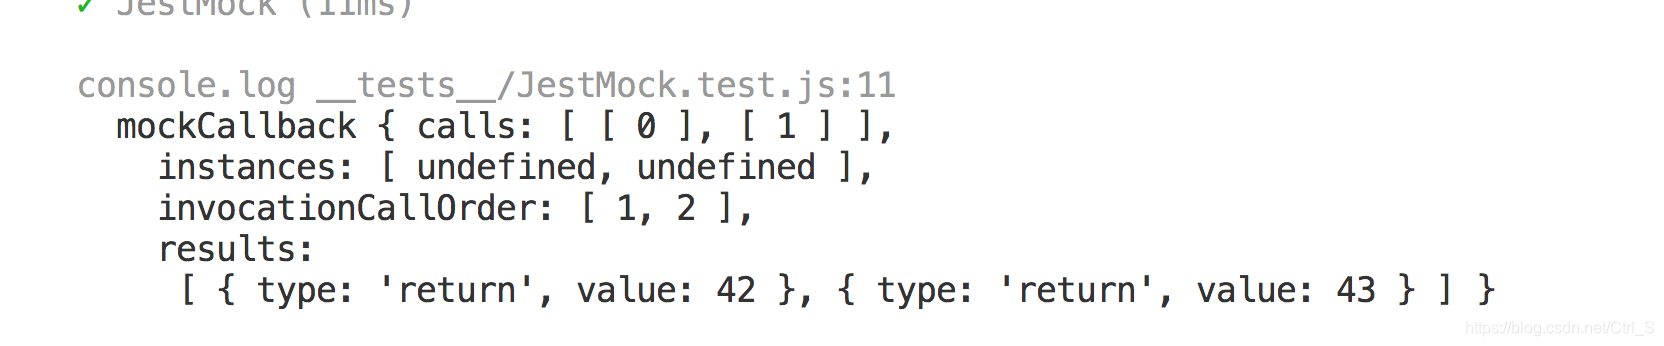 ✓ JestMock (11ms)
console.log __tests__/JestMock.test.js:11
mockCallback { calls: [ [ 0 ], [ 1 ] ],
instances: [ undefined, undefined ],
invocationCallOrder: [ 1, 2 ],
results:
[ { type: 'return', value: 42 }, { type: 'return', value: 43 } ] }
https://blog.csdn.net/Ctrl_S